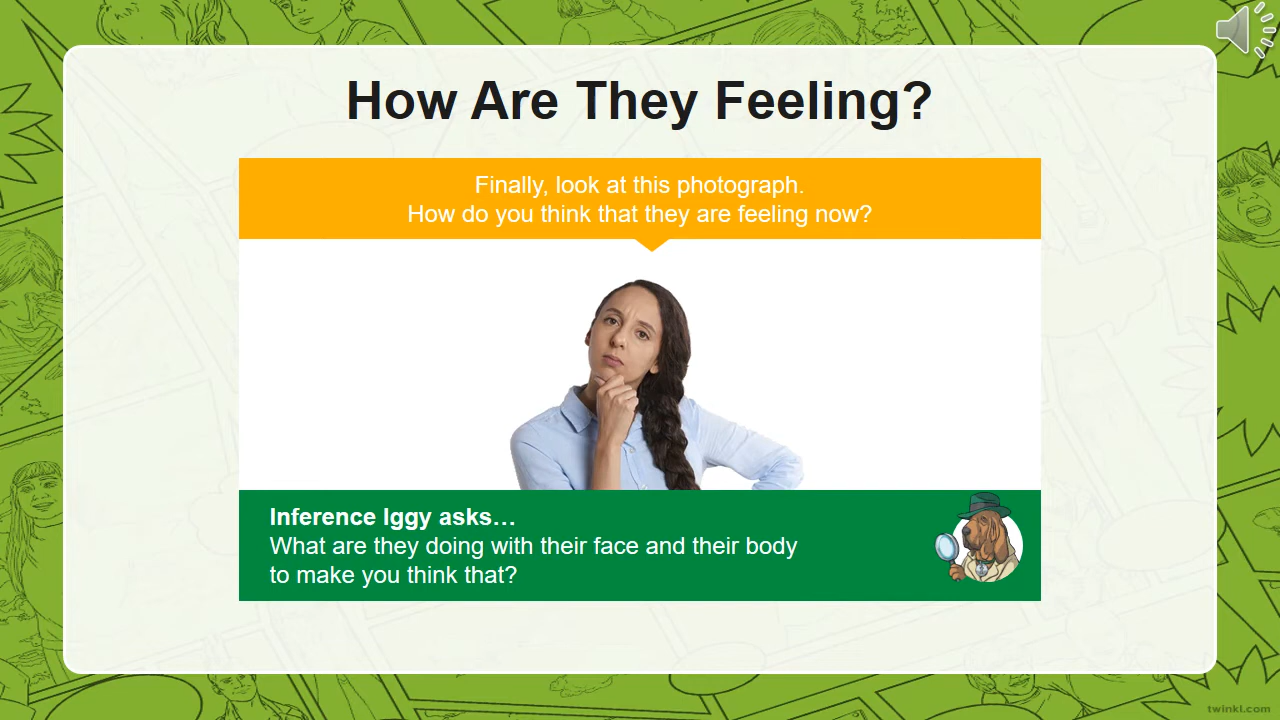 How Are They Feeling?
Finally, look at this photograph.
How do you think that they are feeling now?
Inference Iggy asks…
What are they doing with their face and their body
to make you think that?
twinkl.com